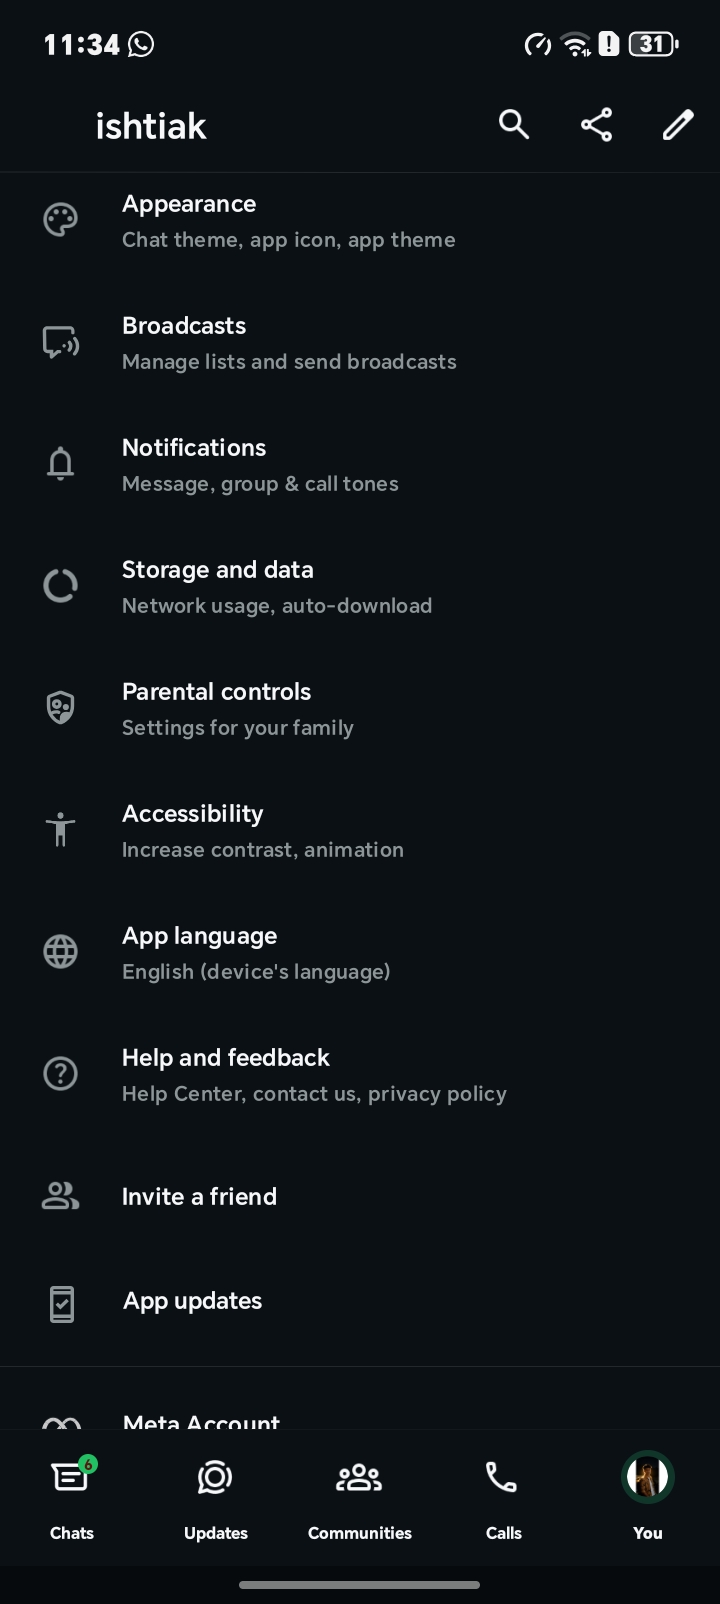 11:34
31
ishtiak
Appearance
Chat theme, app icon, app theme
Broadcasts
Manage lists and send broadcasts
Notifications
Message, group & call tones
Storage and data
Network usage, auto-download
Parental controls
Settings for your family
Accessibility
Increase contrast, animation
App language
English (device's language)
Help and feedback
Help Center, contact us, privacy policy
Invite a friend
App updates
Meta Account
6
Chats
Updates
Communities
Calls
You